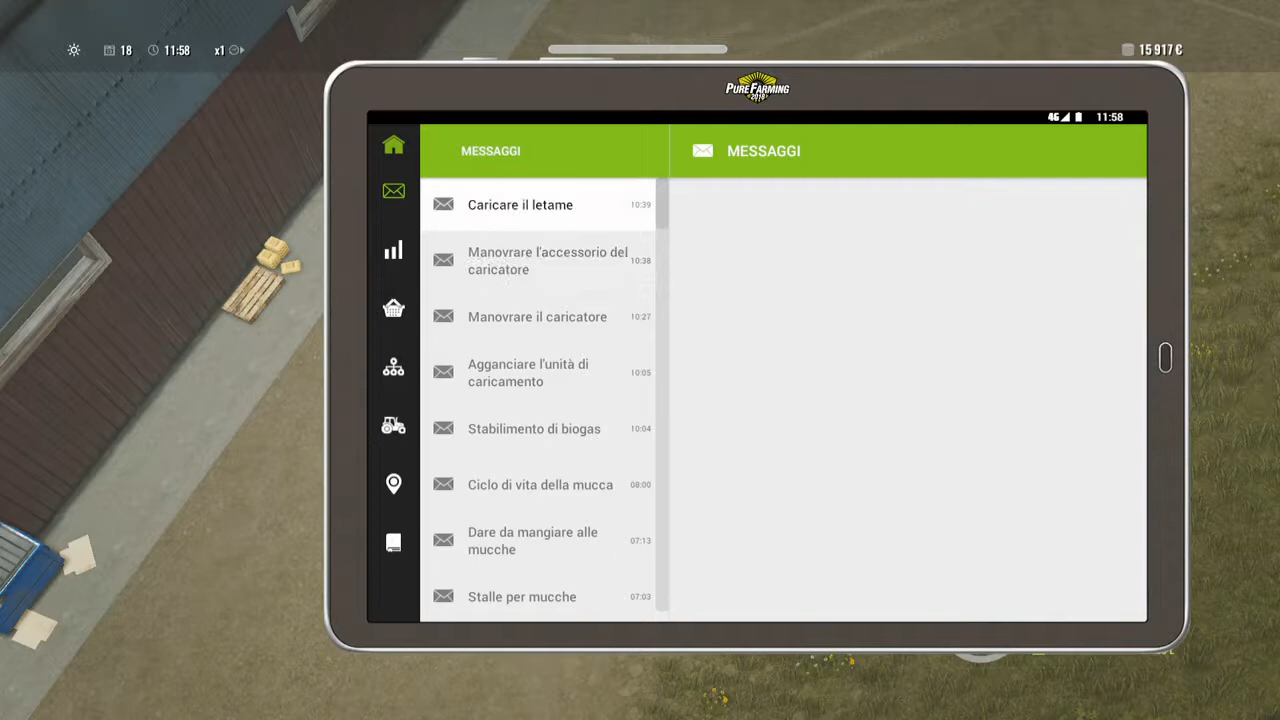 18 11:58 x1 15 917 €
PURE FARMING
2018
4G 11:58
MESSAGGI
MESSAGGI
Caricare il letame 10:39
Manovrare l'accessorio del
caricatore 10:38
Manovrare il caricatore 10:27
Agganciare l'unità di
caricamento 10:05
Stabilimento di biogas 10:04
Ciclo di vita della mucca 08:00
Dare da mangiare alle
mucche 07:13
Stalle per mucche 07:03